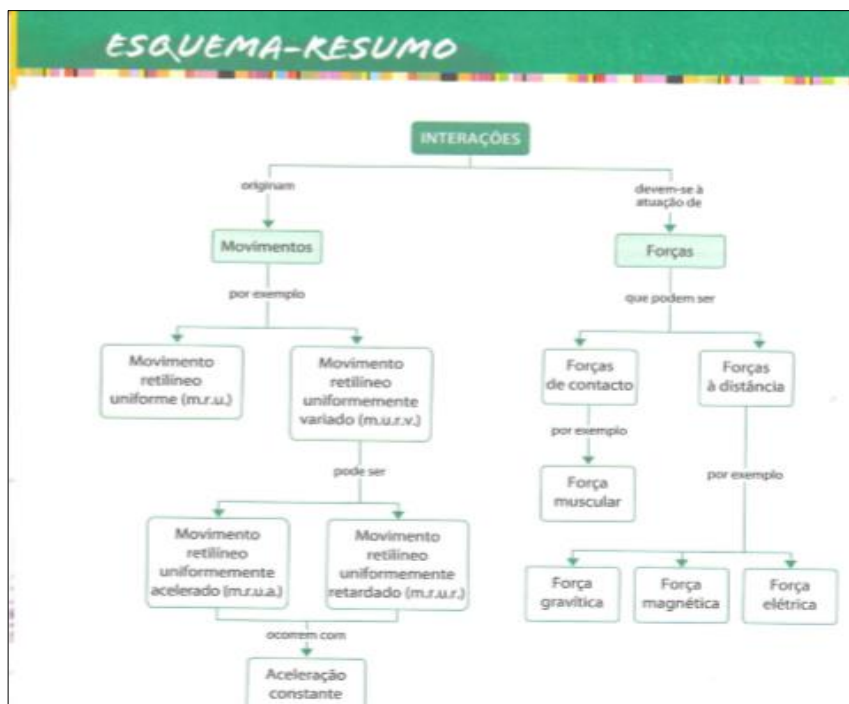 ESQUEMA-RESUMO
INTERAÇÕES
originam
devem-se à
atuação de
Movimentos
Forças
por exemplo
que podem ser
Movimento
retilíneo
uniforme (m.r.u.)
Movimento
retilíneo
uniformemente
variado (m.u.r.v.)
Forças
de contacto
Forças
à distância
por exemplo
por exemplo
pode ser
Força
muscular
Movimento
retilíneo
uniformemente
acelerado (m.r.u.a.)
Movimento
retilíneo
uniformemente
retardado (m.r.u.r.)
Força
gravítica
Força
magnética
Força
elétrica
ocorrem com
Aceleração
constante